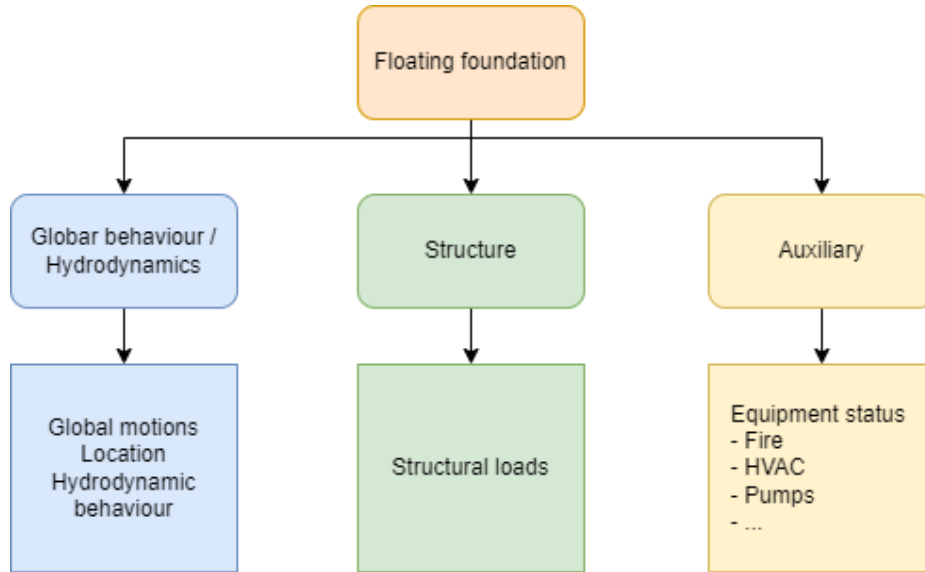 Floating foundation
Globar behaviour /
Hydrodynamics
Structure
Auxiliary
Global motions
Location
Hydrodynamic
behaviour
Structural loads
Equipment status
- Fire
- HVAC
- Pumps
- ...